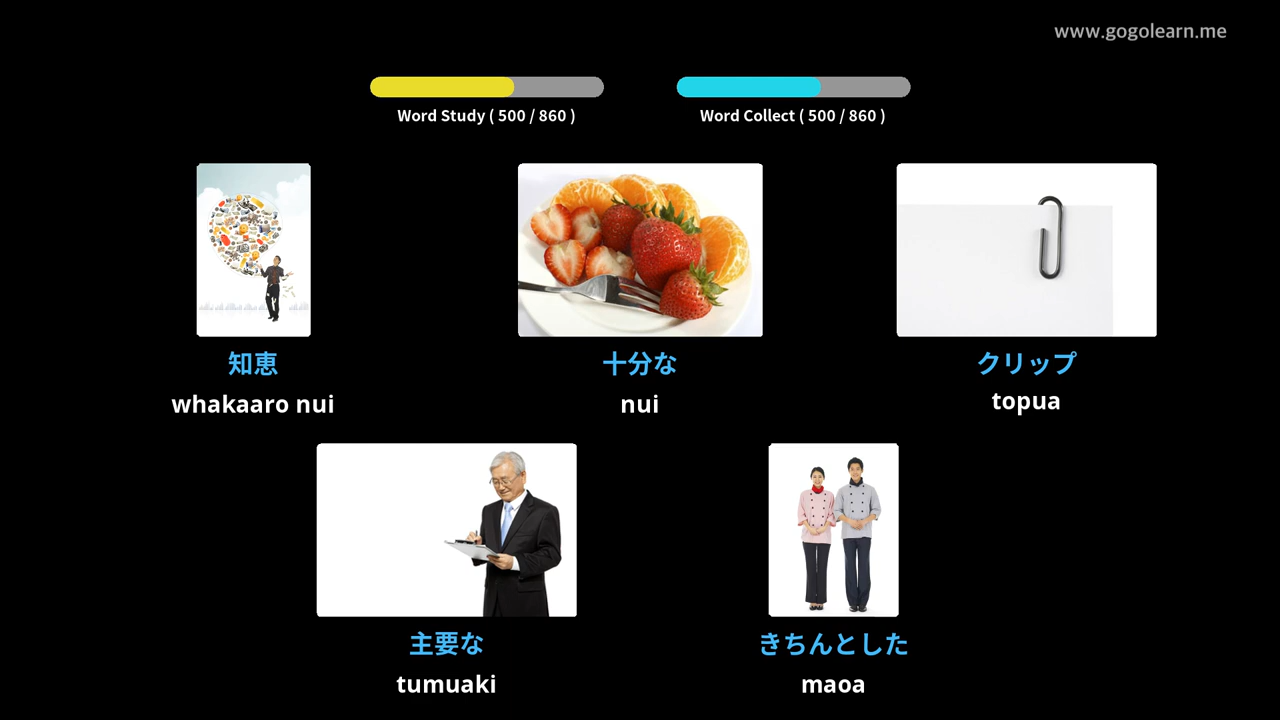 www.gogolearn.me
Word Study ( 500 / 860 )
Word Collect ( 500 / 860 )
知恵
whakaaro nui
十分な
nui
クリップ
topua
主要な
tumuaki
きちんとした
maoa